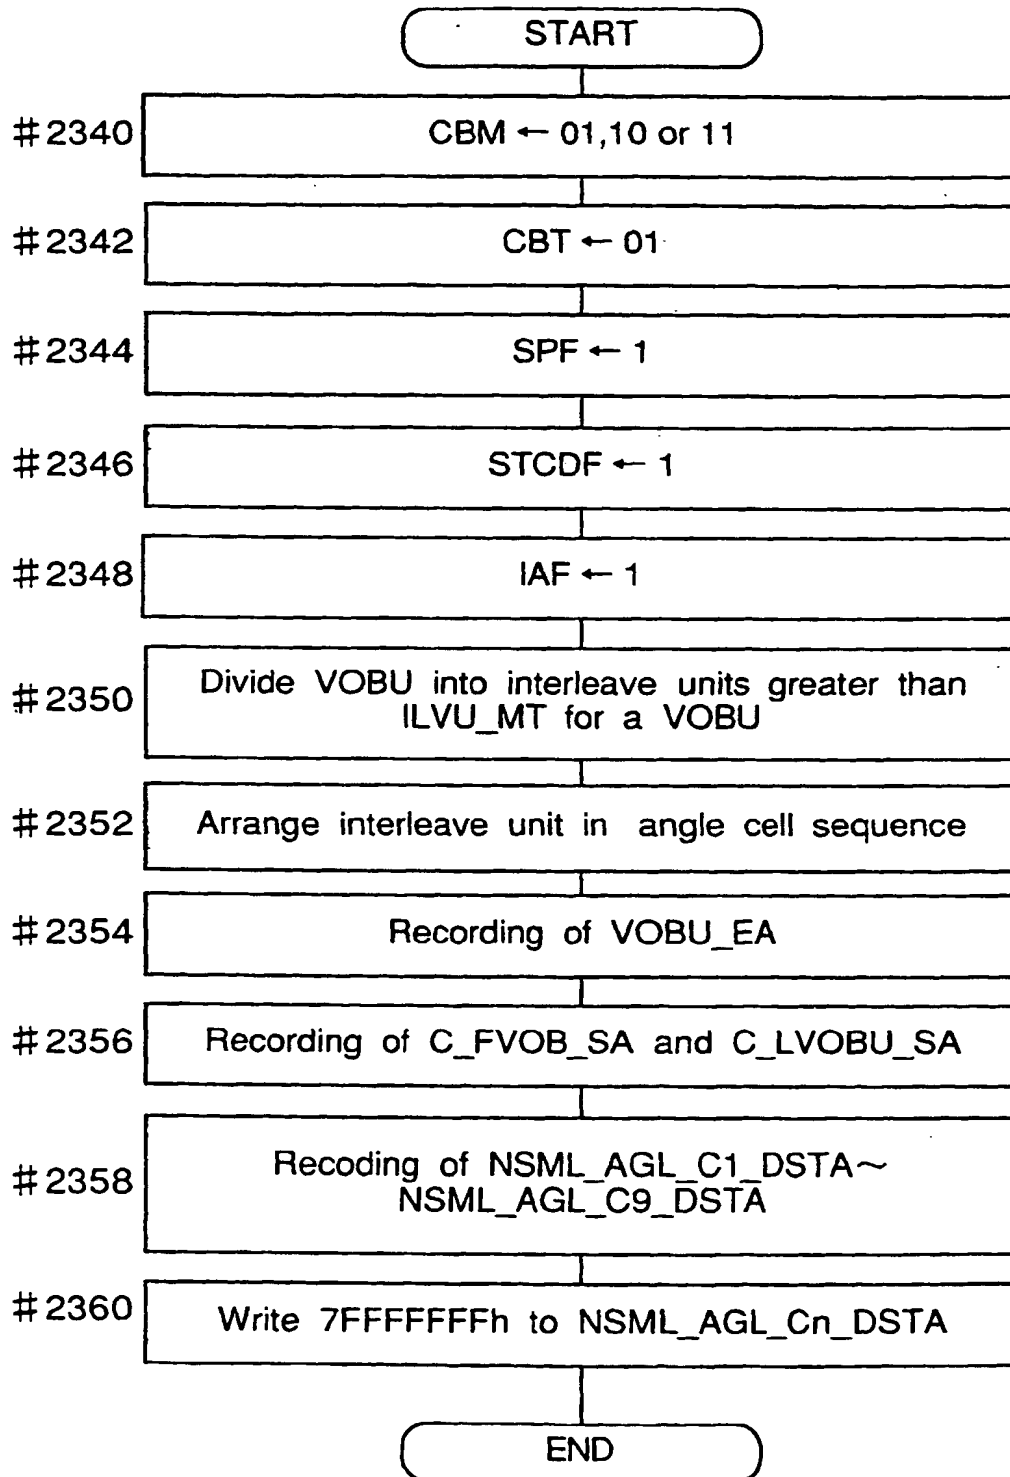 START
#2340 CBM ← 01,10 or 11
#2342 CBT ← 01
#2344 SPF ← 1
#2346 STCDF ← 1
#2348 IAF ← 1
#2350 Divide VOBU into interleave units greater than
ILVU_MT for a VOBU
#2352 Arrange interleave unit in angle cell sequence
#2354 Recording of VOBU_EA
#2356 Recording of C_FVOB_SA and C_LVOBU_SA
#2358 Recoding of NSML_AGL_C1_DSTA~
NSML_AGL_C9_DSTA
#2360 Write 7FFFFFFFh to NSML_AGL_Cn_DSTA
END